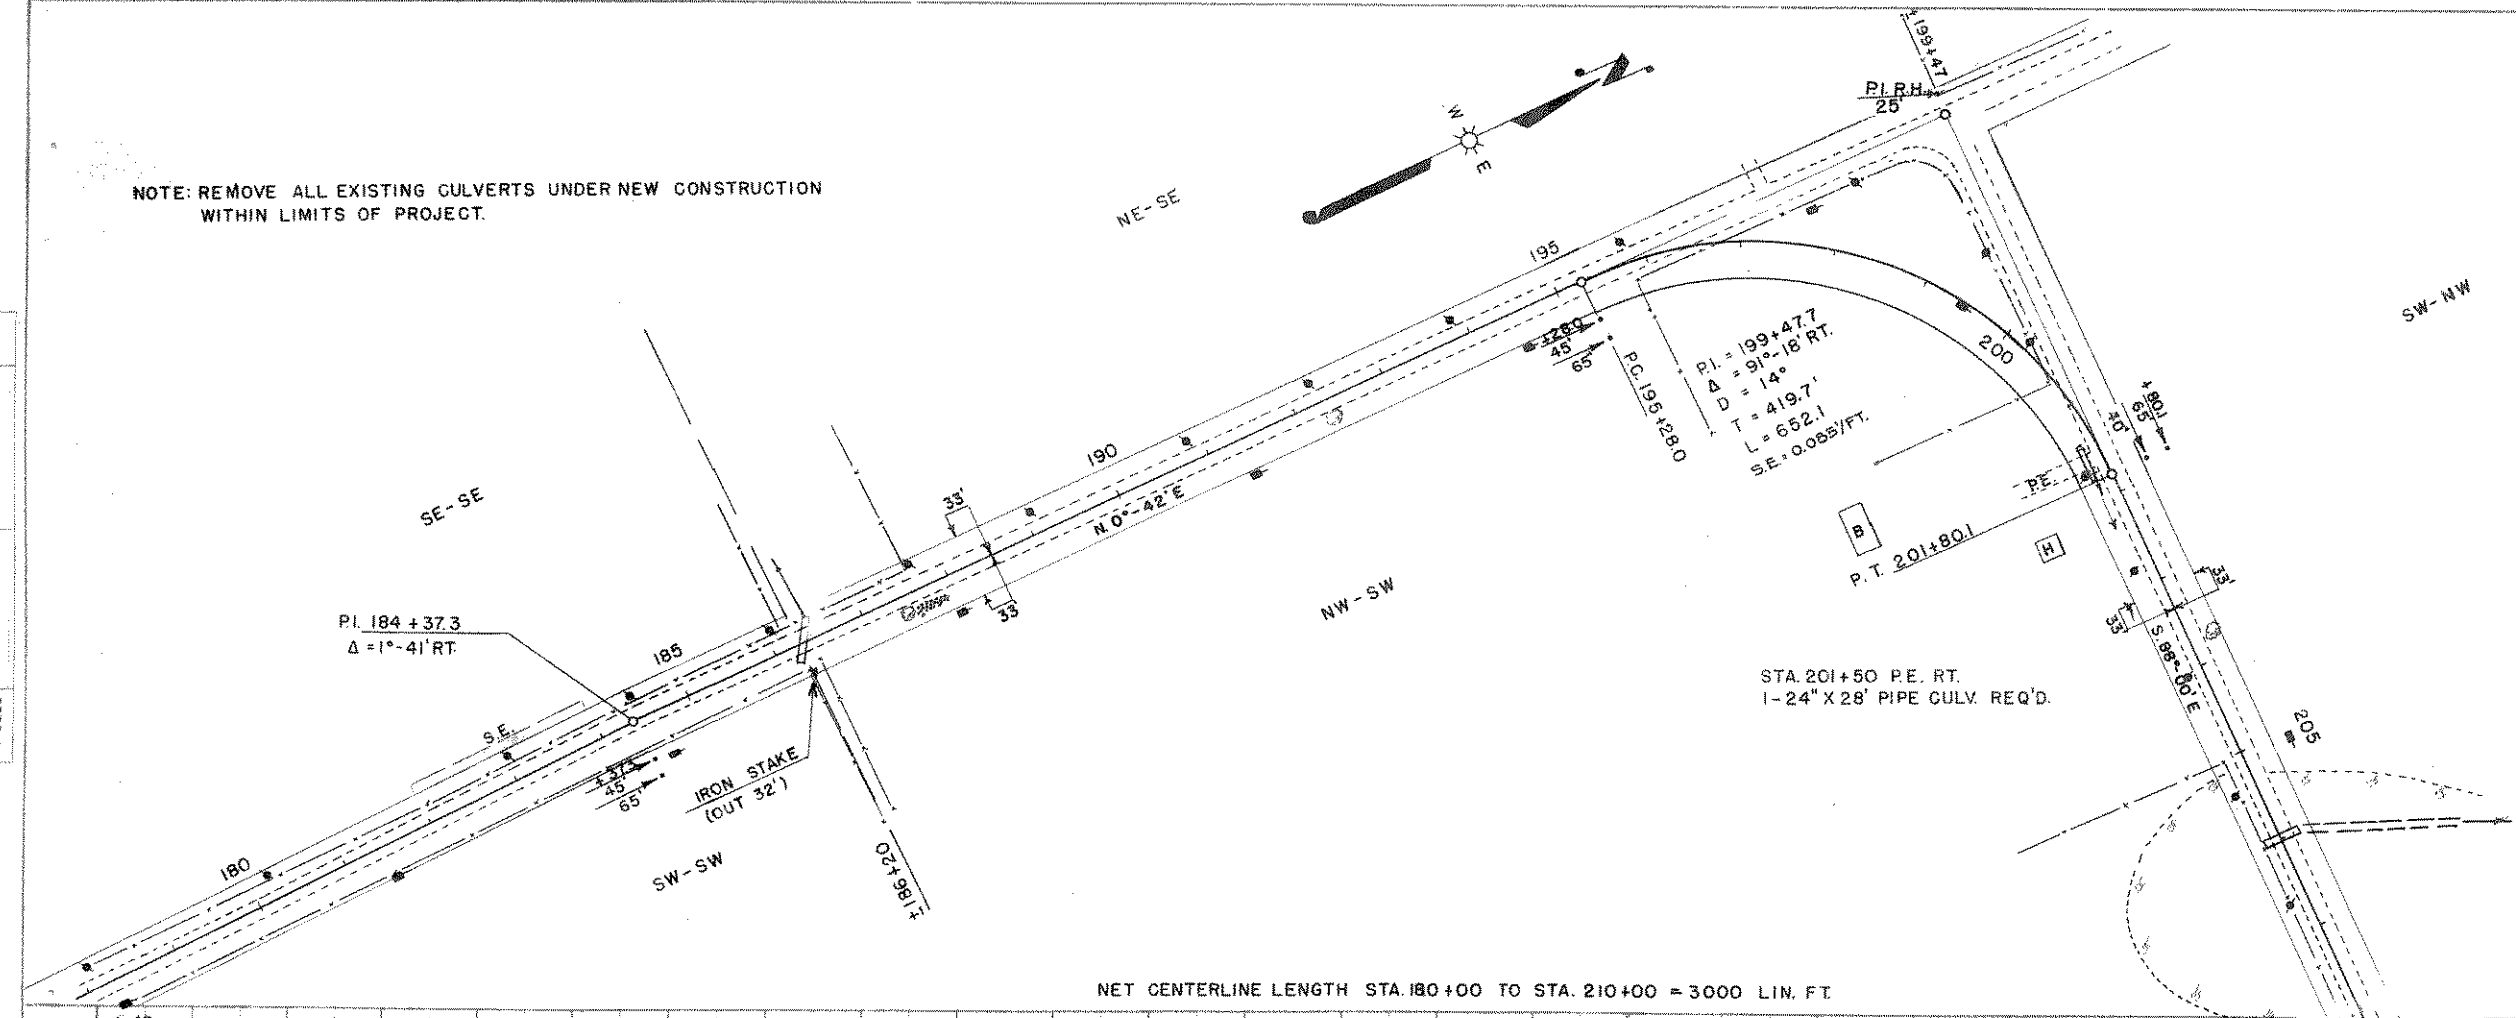 NOTE: REMOVE ALL EXISTING CULVERTS UNDER NEW CONSTRUCTION
WITHIN LIMITS OF PROJECT.
W
E
NE-SE
±199+47
P.I. R.H.
25'
SW-NW
195
+28.0
45'
65'
P.C. 195+28.0
P.I. = 199+47.7
Δ = 91°-18' RT.
D = 14°
T = 419.7'
L = 652.1
S.E. = 0.085'/FT.
200
+80.1
65'
40'
P.E.
B
H
P.T. 201+80.1
33'
33'
S. 88°-00' E
205
190
33'
33
N. 0°-42' E
SE-SE
NW-SW
P.I. 184+37.3
Δ = 1°-41' RT.
185
S.E.
+37.3
45'
65'
IRON STAKE
(OUT 32')
±186+20
180
SW-SW
STA. 201+50 P.E. RT.
1-24" X 28' PIPE CULV. REQ'D.
NET CENTERLINE LENGTH STA. 180+00 TO STA. 210+00 = 3000 LIN. FT.